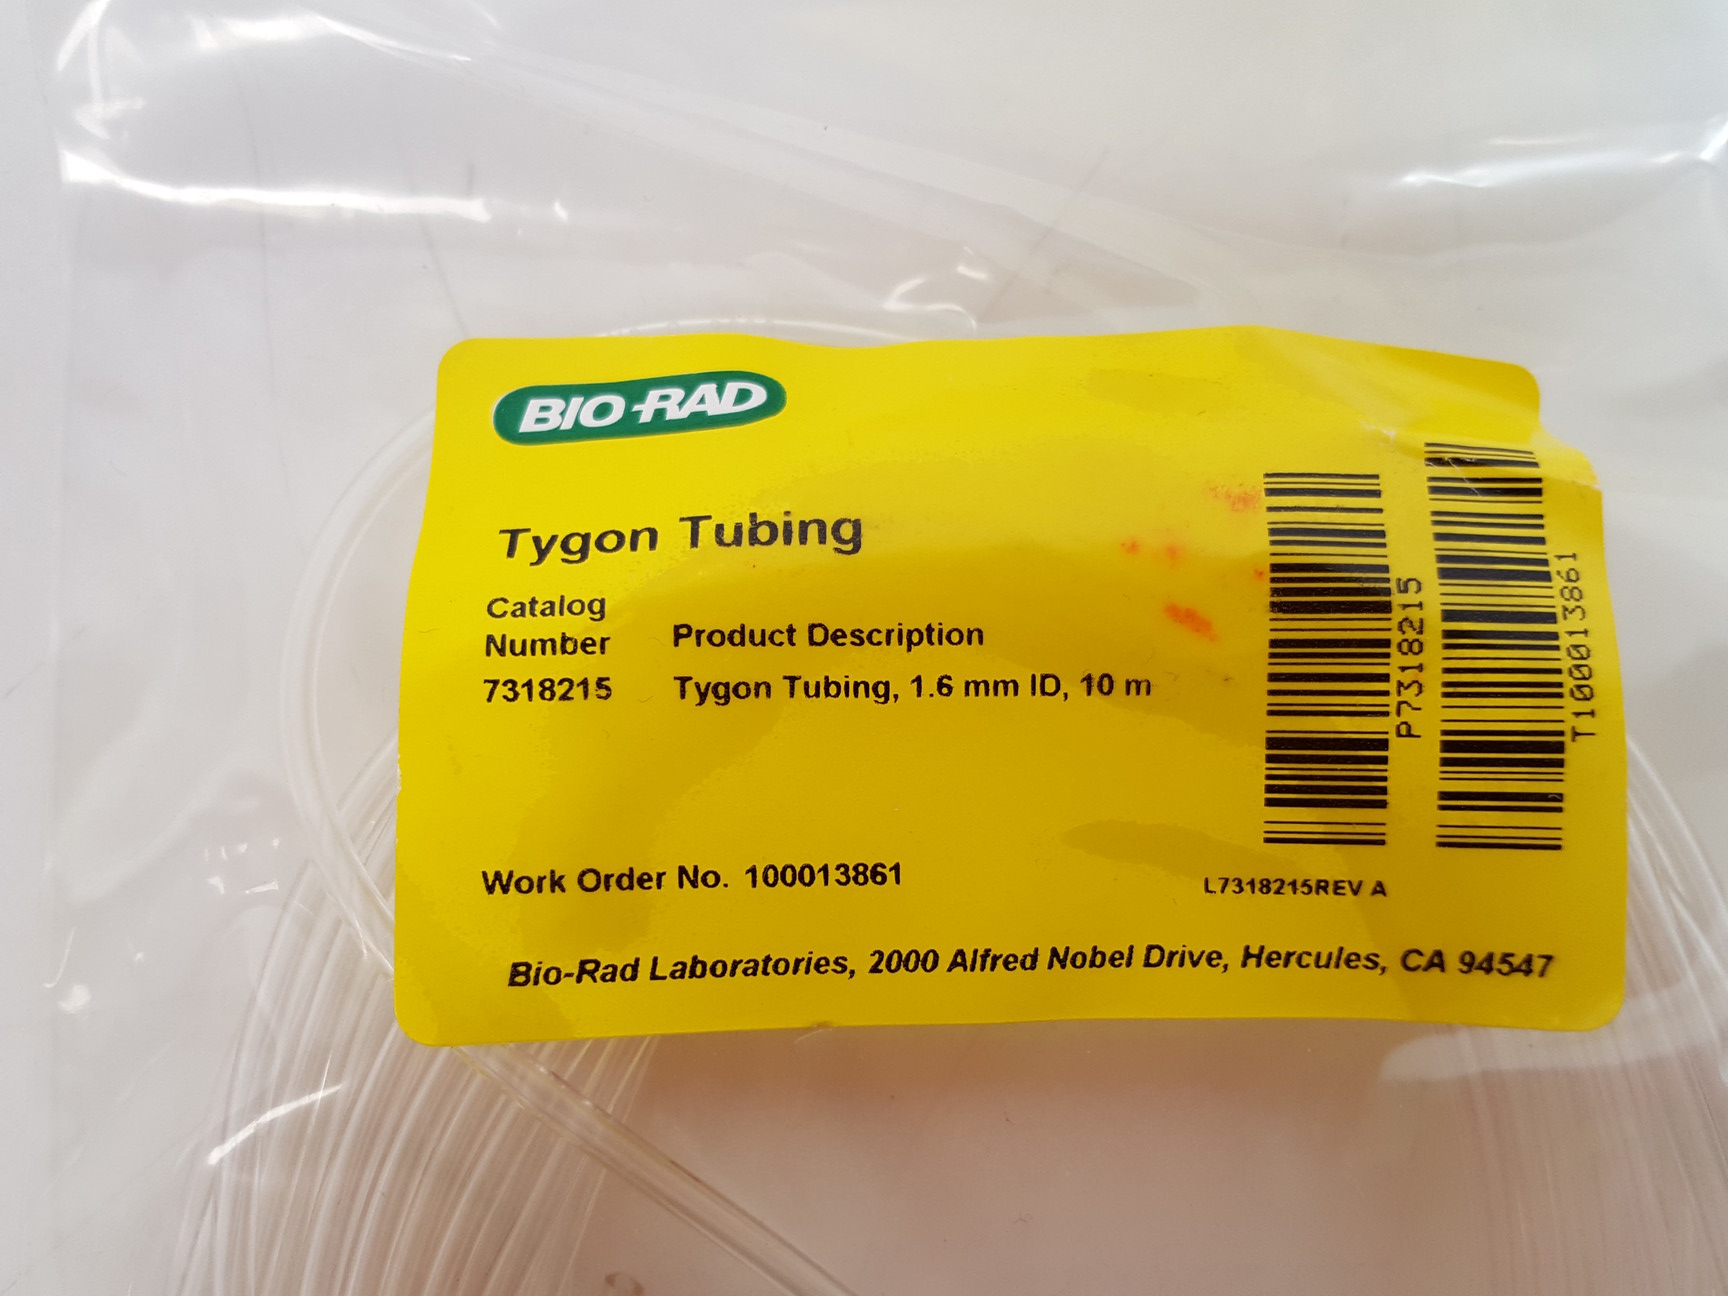 BIO-RAD
Tygon Tubing
Catalog
Number Product Description
7318215 Tygon Tubing, 1.6 mm ID, 10 m
Work Order No. 100013861
L7318215REV A
Bio-Rad Laboratories, 2000 Alfred Nobel Drive, Hercules, CA 94547
P7318215
T100013861